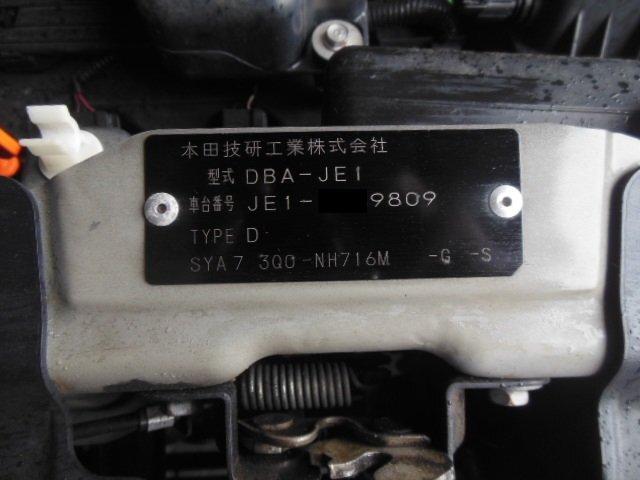 本田技研工業株式会社
型式 DBA-JE1
車台番号 JE1- 9809
TYPE D
SYA7 3Q0-NH716M -G -S